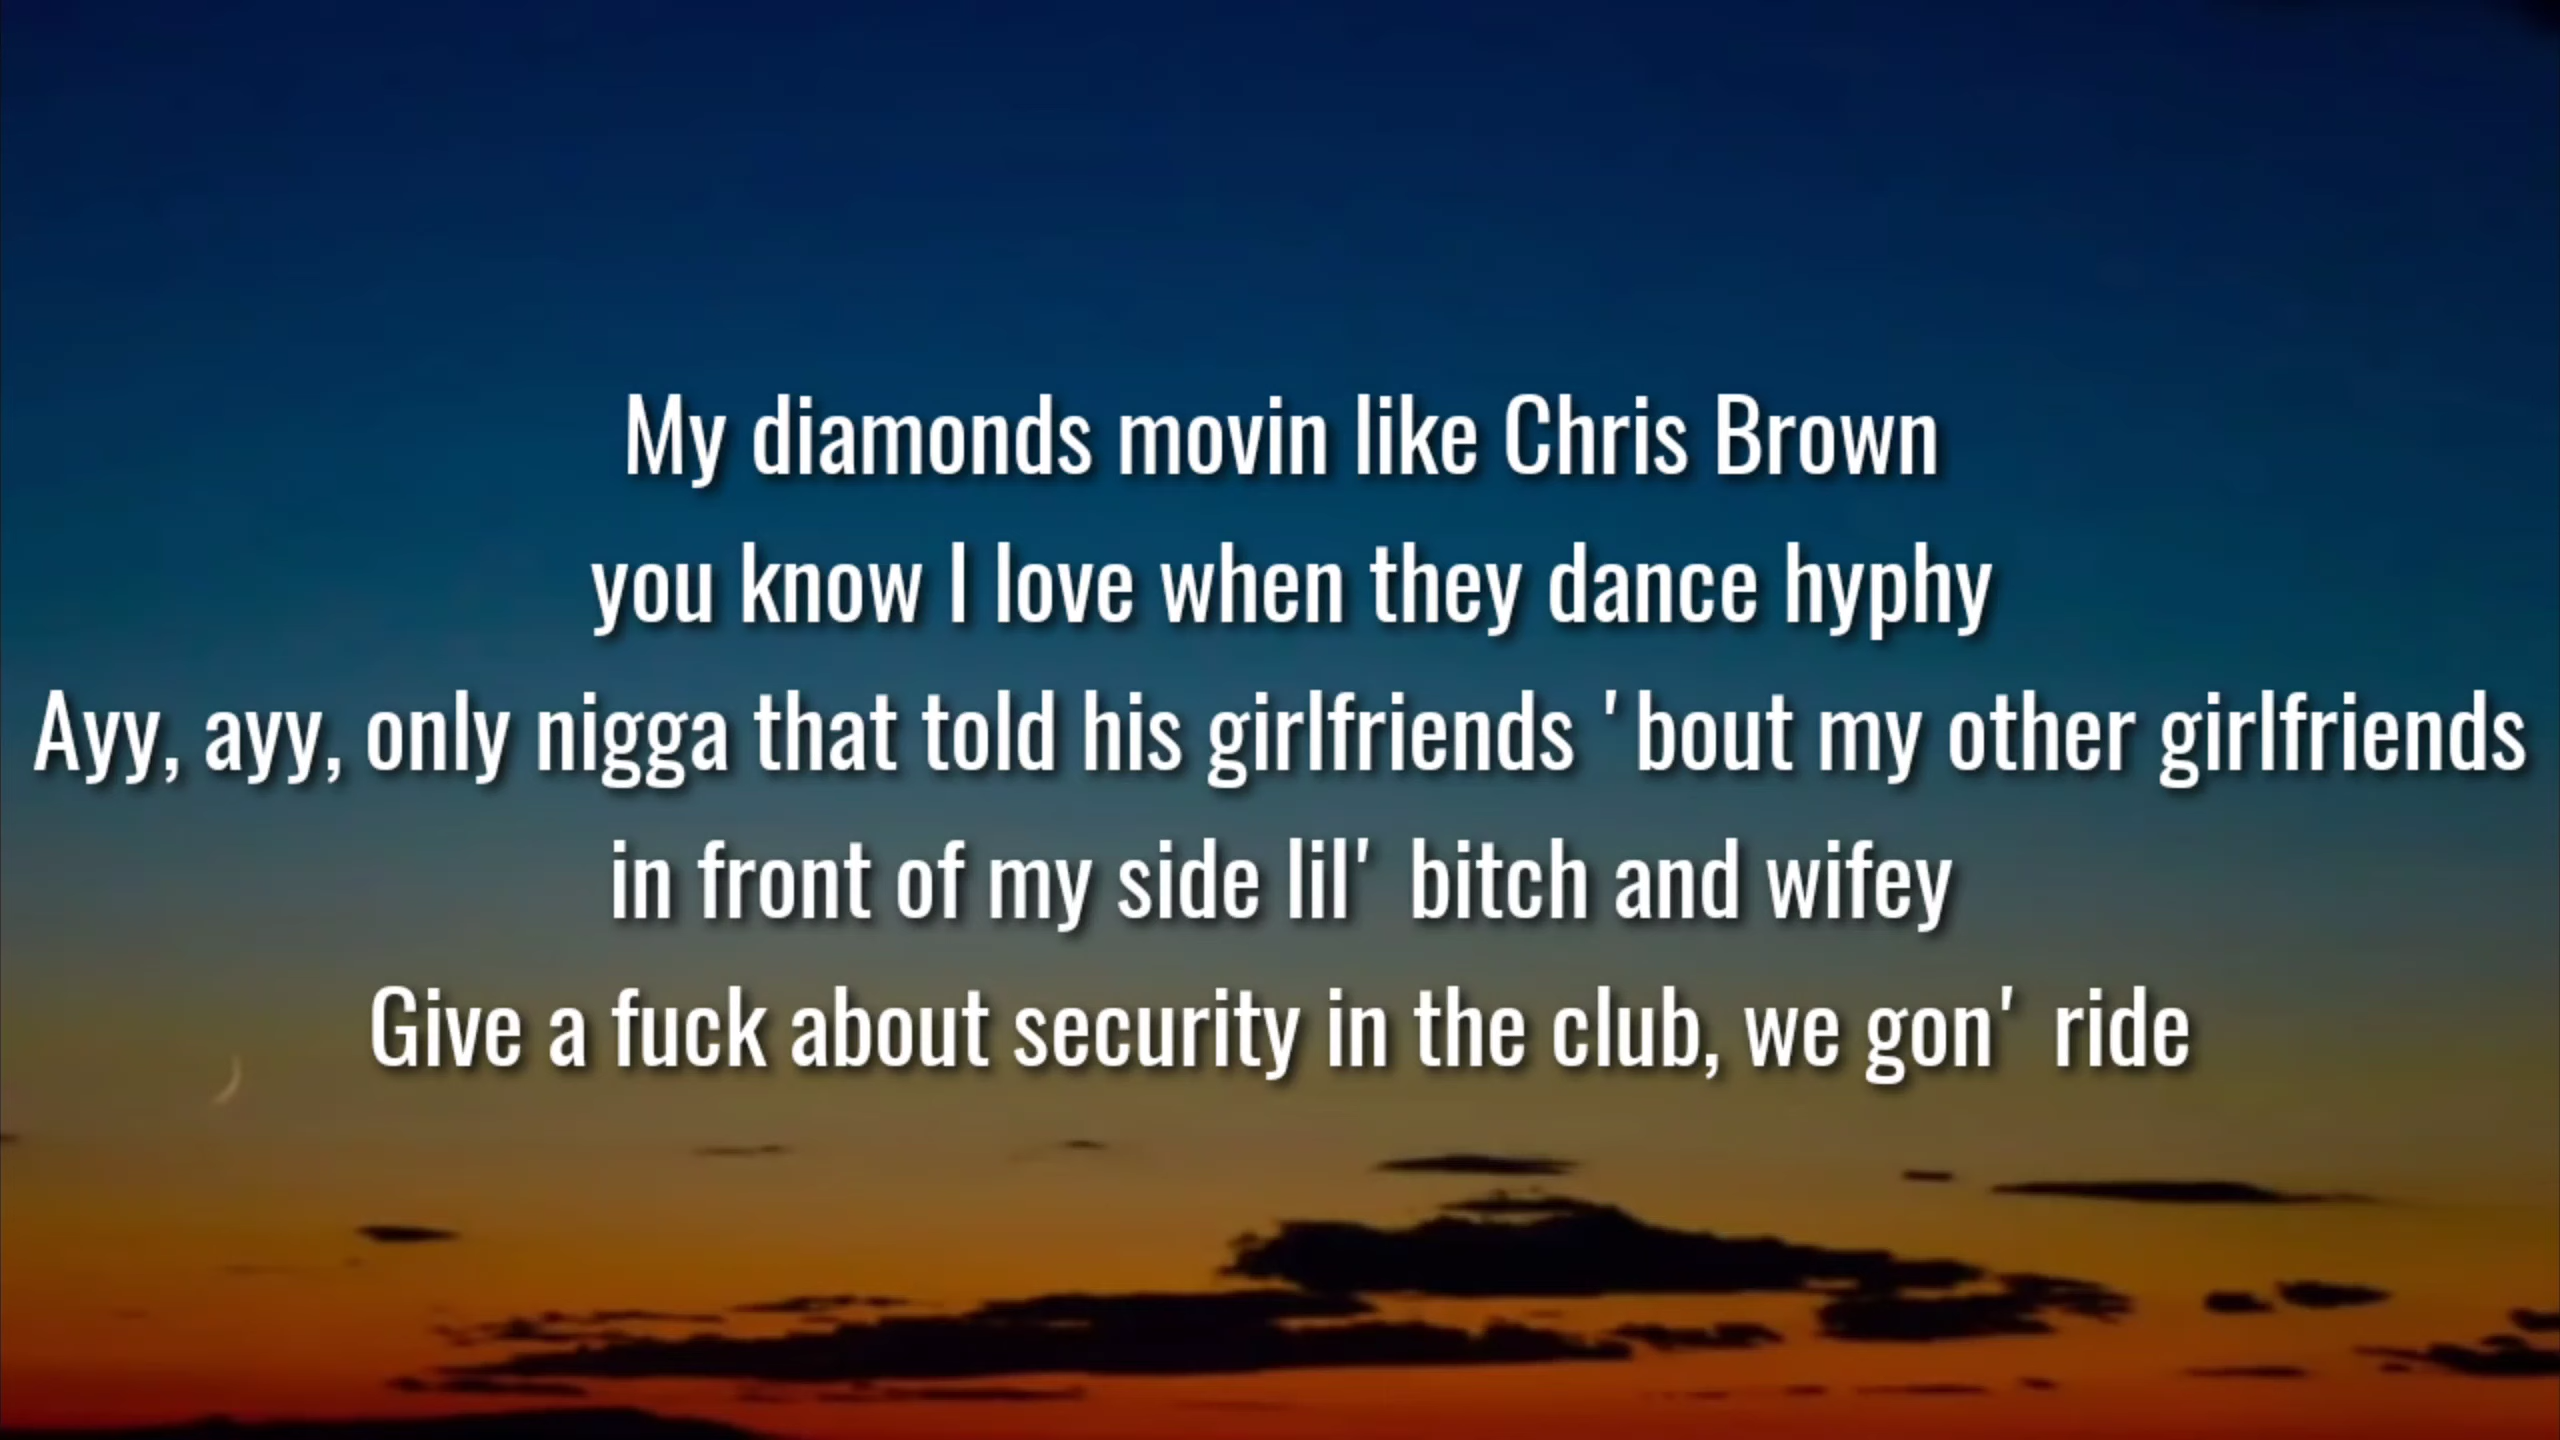 My diamonds movin like Chris Brown
you know I love when they dance hyphy
Ayy, ayy, only nigga that told his girlfriends 'bout my other girlfriends
in front of my side lil' bitch and wifey
Give a fuck about security in the club, we gon' ride